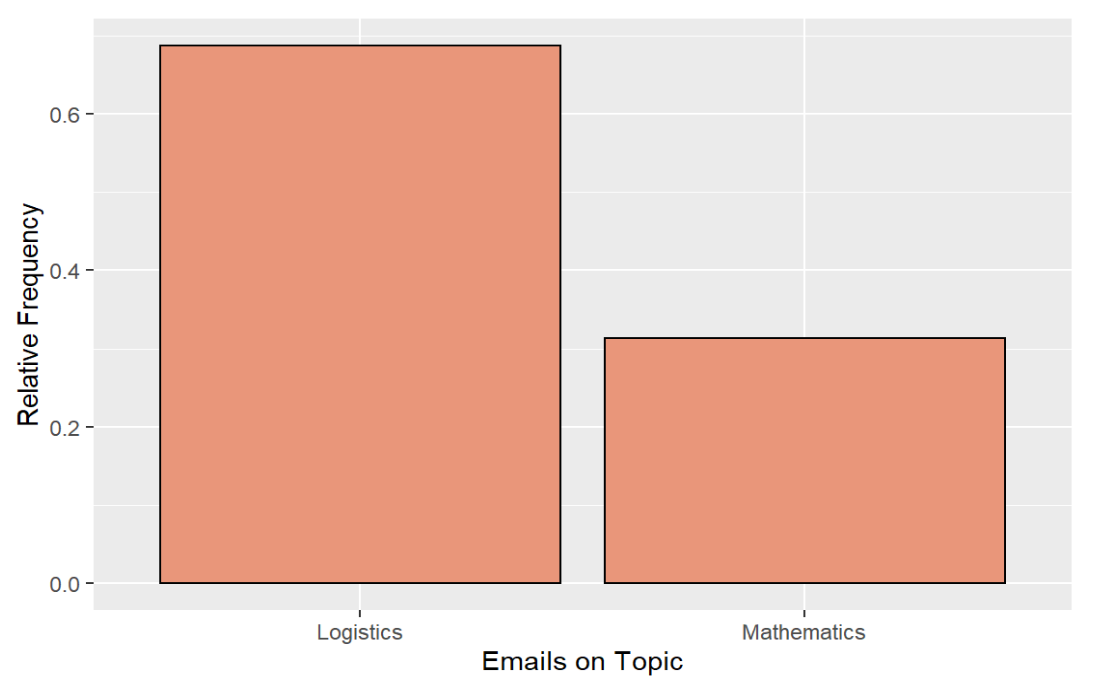 Relative Frequency
0.6
0.4
0.2
0.0
Logistics
Mathematics
Emails on Topic